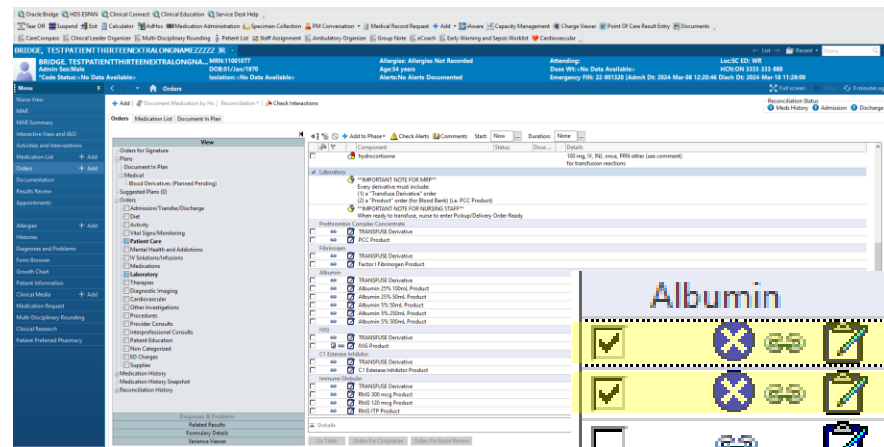 Oracle Bridge HDS ESPAN Clinical Connect Clinical Education Service Desk Help
Tear Off Suspend Exit Calculator AdHoc Medication Administration Specimen Collection PM Conversation Medical Record Request + Add iAware Capacity Management Charge Viewer Point Of Care Result Entry Documents
CareCompass Clinical Leader Organizer Multi-Disciplinary Rounding Patient List Staff Assignment Ambulatory Organizer Group Note eCoach Early Warning and Sepsis Worklist Cardiovascular
BRIDGE, TESTPATIENTTHIRTEENEXTRALONGNAMEZZZZZ JR
List Recent Name
BRIDGE, TESTPATIENTTHIRTEENEXTRALONGNA... MRN:11001077 Allergies: Allergies Not Recorded Attending: Loc:SC ED; WR
Admin Sex:Male DOB:01/Jan/1970 Age:54 years Dose Wt:<No Data Available> HCN:ON 3333-333-888
*Code Status:<No Data Available> Isolation:<No Data Available> Alerts:No Alerts Documented Emergency FIN: 22-001320 [Admit Dt: 2024-Mar-08 12:20:46 Disch Dt: 2024-Mar-18 11:29:00
Menu Orders Full screen 0 minutes ago
Nurse View
MAR
MAR Summary
Interactive View and I&O
Activities and Interventions
Medication List + Add
Orders + Add
Documentation
Results Review
Appointments
Allergies + Add
Histories
Diagnoses and Problems
Form Browser
Growth Chart
Patient Information
Clinical Media + Add
Medication Request
Multi-Disciplinary Rounding
Clinical Research
Patient Preferred Pharmacy
+ Add Document Medication by Hx Reconciliation Check Interactions
Reconciliation Status
Meds History Admission Discharge
Orders Medication List Document In Plan
View
Orders for Signature
Plans
Document In Plan
Medical
Blood Derivatives (Planned Pending)
Suggested Plans (0)
Orders
Admission/Transfer/Discharge
Diet
Activity
Vital Signs/Monitoring
Patient Care
Mental Health and Addictions
IV Solutions/Infusions
Medications
Laboratory
Therapies
Diagnostic Imaging
Cardiovascular
Other Investigations
Procedures
Provider Consults
Interprofessional Consults
Patient Education
Non Categorized
ED Charges
Supplies
Medication History
Medication History Snapshot
Reconciliation History
Diagnoses & Problems
Related Results
Formulary Details
Variance Viewer
+ Add to Phase Check Alerts Comments Start: Now ... Duration: None ...
Component Status Dose ... Details
hydrocortisone 100 mg, IV, INJ, once, PRN other (see comment)
for transfusion reactions
Laboratory
**IMPORTANT NOTE FOR MRP**
Every derivative must include:
(1) a "Transfuse Derivative" order
(2) a "Product" order (for Blood Bank) (i.e. PCC Product)
**IMPORTANT NOTE FOR NURSING STAFF**
When ready to transfuse, nurse to enter Pickup/Delivery Order Ready
Prothrombin Complex Concentrate
TRANSFUSE Derivative
PCC Product
Fibrinogen
TRANSFUSE Derivative
Factor I Fibrinogen Product
Albumin
TRANSFUSE Derivative
Albumin 25% 100mL Product
Albumin 25% 50mL Product
Albumin 5% 50mL Product
Albumin 5% 250mL Product
Albumin 5% 500mL Product
IVIG
TRANSFUSE Derivative
IVIG Product
C1 Esterase Inhibitor
TRANSFUSE Derivative
C1 Esterase Inhibitor Product
Immune Globulin
TRANSFUSE Derivative
RhIG 300 mcg Product
RhIG 120 mcg Product
RhIG ITP Product
Details
Dx Table Orders For Cosignature Orders For Nurse Review
Albumin